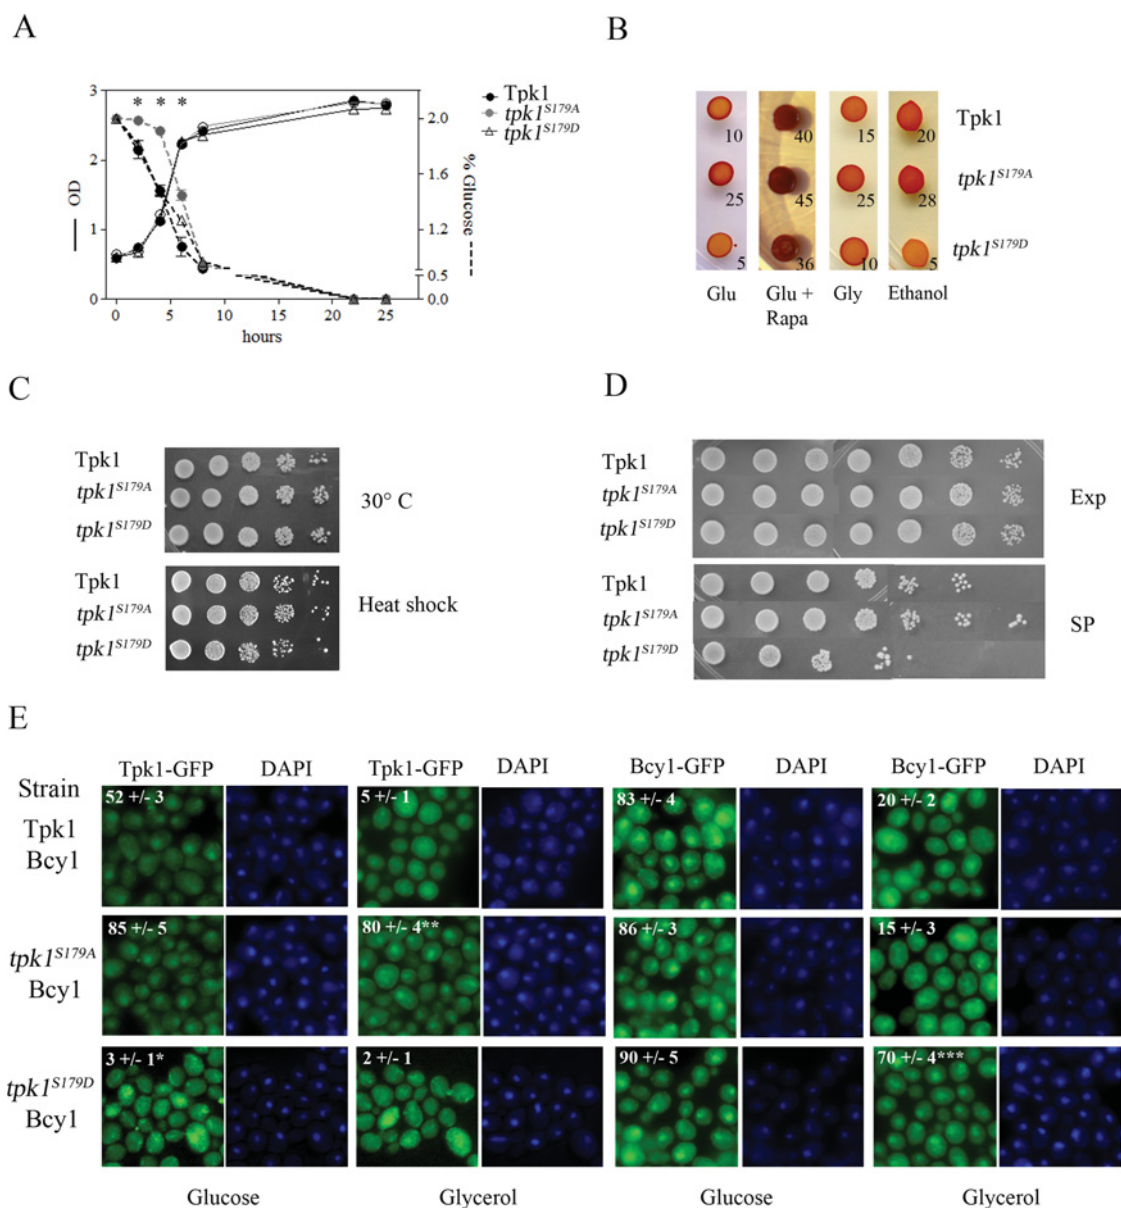 A
B
3
2
1
0
OD
* * *
2.0
1.6
1.2
0.5
0.0
% Glucose
0 5 10 15 20 25
hours
Tpk1
tpk1S179A
tpk1S179D
10 40 15 20 Tpk1
25 45 25 28 tpk1S179A
5 36 10 5 tpk1S179D
Glu Glu + Rapa Gly Ethanol
C
D
Tpk1
tpk1S179A
tpk1S179D
30° C
Tpk1
tpk1S179A
tpk1S179D
Heat shock
Tpk1
tpk1S179A
tpk1S179D
Exp
Tpk1
tpk1S179A
tpk1S179D
SP
E
Strain Tpk1-GFP DAPI Tpk1-GFP DAPI Bcy1-GFP DAPI Bcy1-GFP DAPI
Tpk1 Bcy1
52 +/- 3 5 +/- 1 83 +/- 4 20 +/- 2
tpk1S179A Bcy1
85 +/- 5 80 +/- 4** 86 +/- 3 15 +/- 3
tpk1S179D Bcy1
3 +/- 1* 2 +/- 1 90 +/- 5 70 +/- 4***
Glucose Glycerol Glucose Glycerol